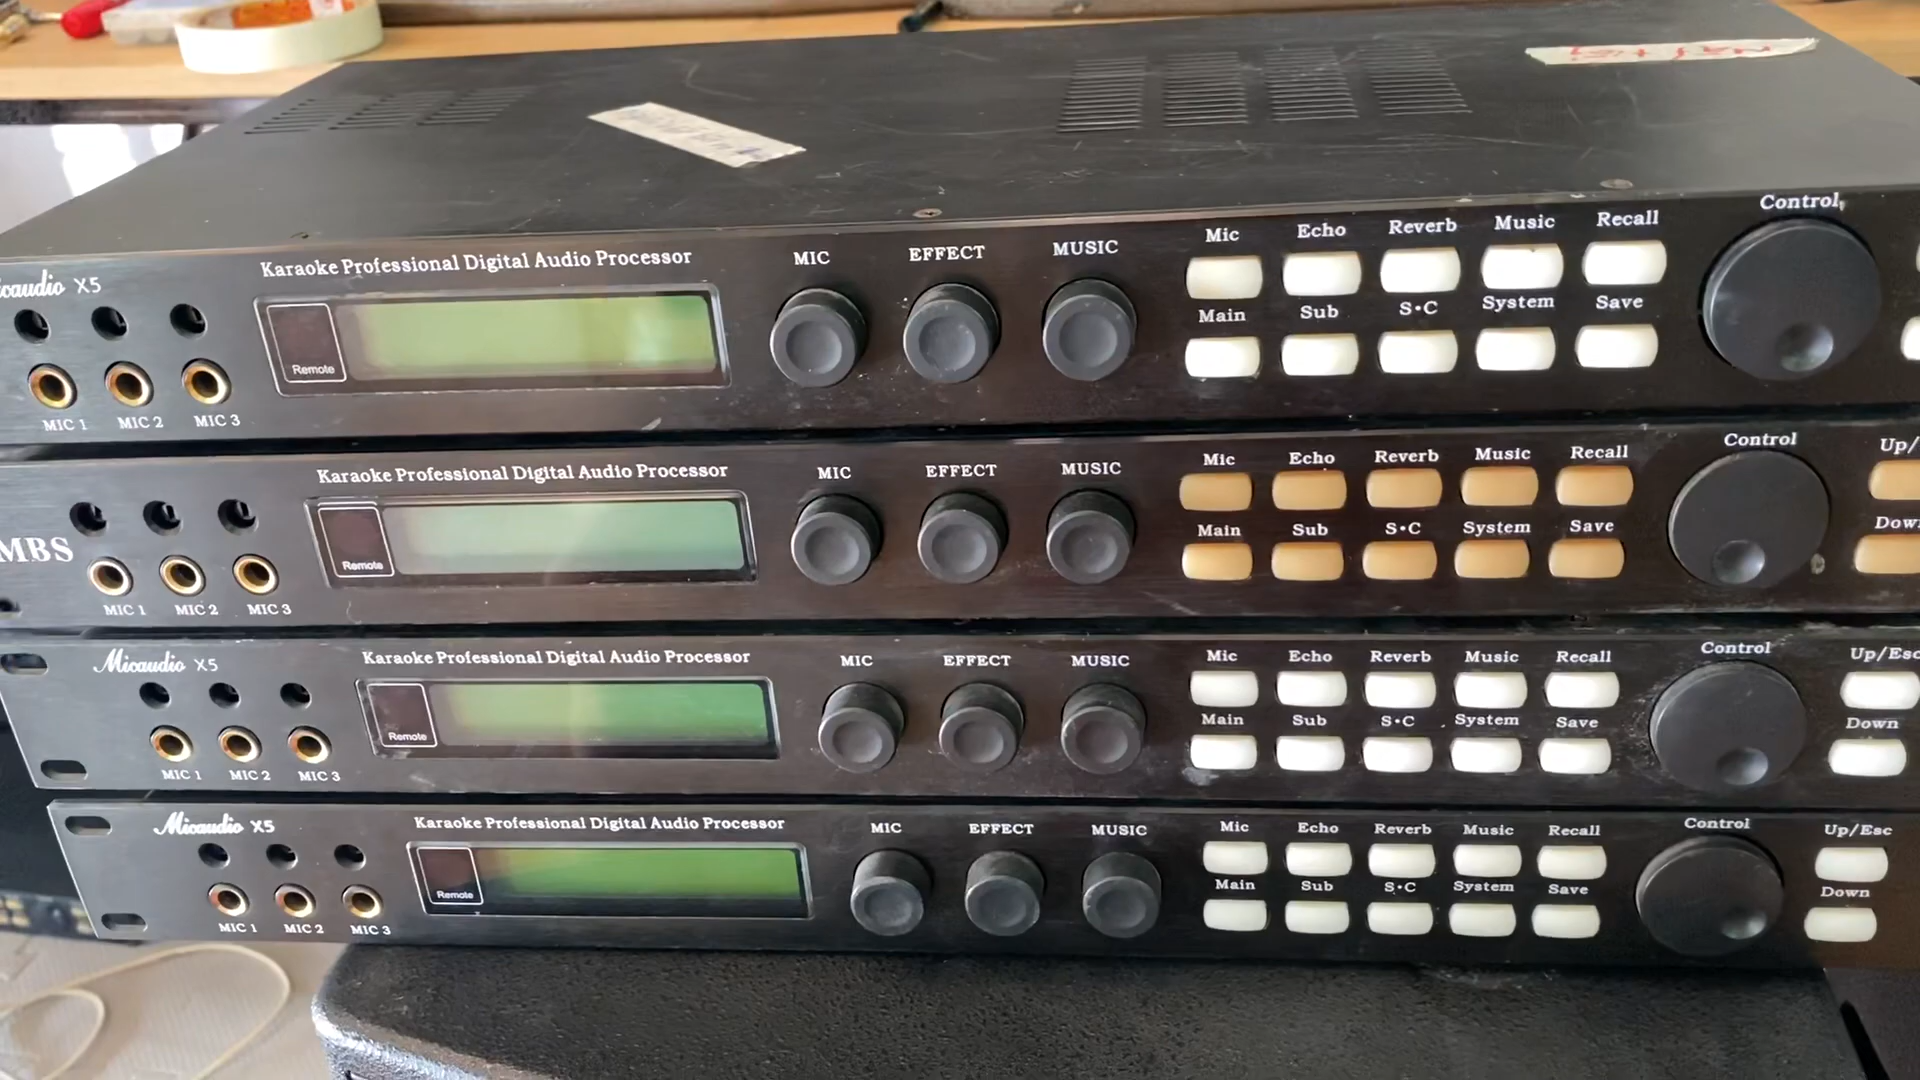 X5
Karaoke Professional Digital Audio Processor
MIC EFFECT MUSIC
Mic Echo Reverb Music Recall
Control
Main Sub S•C System Save
Remote
MIC 1 MIC 2 MIC 3
MBS
Karaoke Professional Digital Audio Processor
MIC EFFECT MUSIC
Mic Echo Reverb Music Recall
Control
Up/
Main Sub S•C System Save
Remote
MIC 1 MIC 2 MIC 3
Micaudio X5
Karaoke Professional Digital Audio Processor
MIC EFFECT MUSIC
Mic Echo Reverb Music Recall
Control
Up/Esc
Main Sub S•C System Save
Down
Remote
MIC 1 MIC 2 MIC 3
Micaudio X5
Karaoke Professional Digital Audio Processor
MIC EFFECT MUSIC
Mic Echo Reverb Music Recall
Control
Up/Esc
Main Sub S•C System Save
Down
Remote
MIC 1 MIC 2 MIC 3